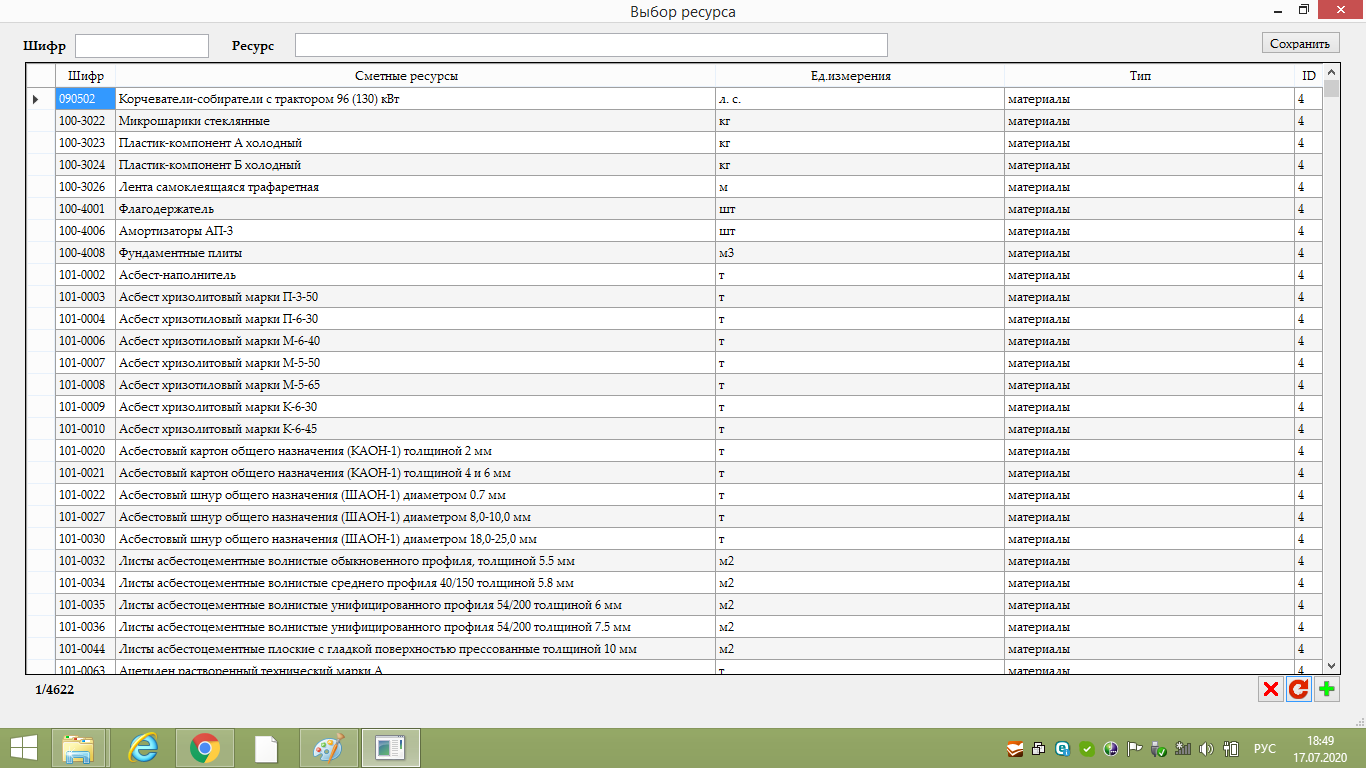 Выбор ресурса
Шифр Ресурс Сохранить
Шифр Сметные ресурсы Ед.измерения Тип ID
090502 Корчеватели-собиратели с трактором 96 (130) кВт л. с. материалы 4
100-3022 Микрошарики стеклянные кг материалы 4
100-3023 Пластик-компонент А холодный кг материалы 4
100-3024 Пластик-компонент Б холодный кг материалы 4
100-3026 Лента самоклеящаяся трафаретная м материалы 4
100-4001 Флагодержатель шт материалы 4
100-4006 Амортизаторы АП-3 шт материалы 4
100-4008 Фундаментные плиты м3 материалы 4
101-0002 Асбест-наполнитель т материалы 4
101-0003 Асбест хризолитовый марки П-3-50 т материалы 4
101-0004 Асбест хризотиловый марки П-6-30 т материалы 4
101-0006 Асбест хризотиловый марки М-6-40 т материалы 4
101-0007 Асбест хризолитовый марки М-5-50 т материалы 4
101-0008 Асбест хризотиловый марки М-5-65 т материалы 4
101-0009 Асбест хризолитовый марки К-6-30 т материалы 4
101-0010 Асбест хризолитовый марки К-6-45 т материалы 4
101-0020 Асбестовый картон общего назначения (КАОН-1) толщиной 2 мм т материалы 4
101-0021 Асбестовый картон общего назначения (КАОН-1) толщиной 4 и 6 мм т материалы 4
101-0022 Асбестовый шнур общего назначения (ШАОН-1) диаметром 0.7 мм т материалы 4
101-0027 Асбестовый шнур общего назначения (ШАОН-1) диаметром 8,0-10,0 мм т материалы 4
101-0030 Асбестовый шнур общего назначения (ШАОН-1) диаметром 18,0-25,0 мм т материалы 4
101-0032 Листы асбестоцементные волнистые обыкновенного профиля, толщиной 5.5 мм м2 материалы 4
101-0034 Листы асбестоцементные волнистые среднего профиля 40/150 толщиной 5.8 мм м2 материалы 4
101-0035 Листы асбестоцементные волнистые унифицированного профиля 54/200 толщиной 6 мм м2 материалы 4
101-0036 Листы асбестоцементные волнистые унифицированного профиля 54/200 толщиной 7.5 мм м2 материалы 4
101-0044 Листы асбестоцементные плоские с гладкой поверхностью прессованные толщиной 10 мм м2 материалы 4
101-0063 Ацетилен растворенный технический марки А т материалы 4
1/4622
РУС 18:49
17.07.2020